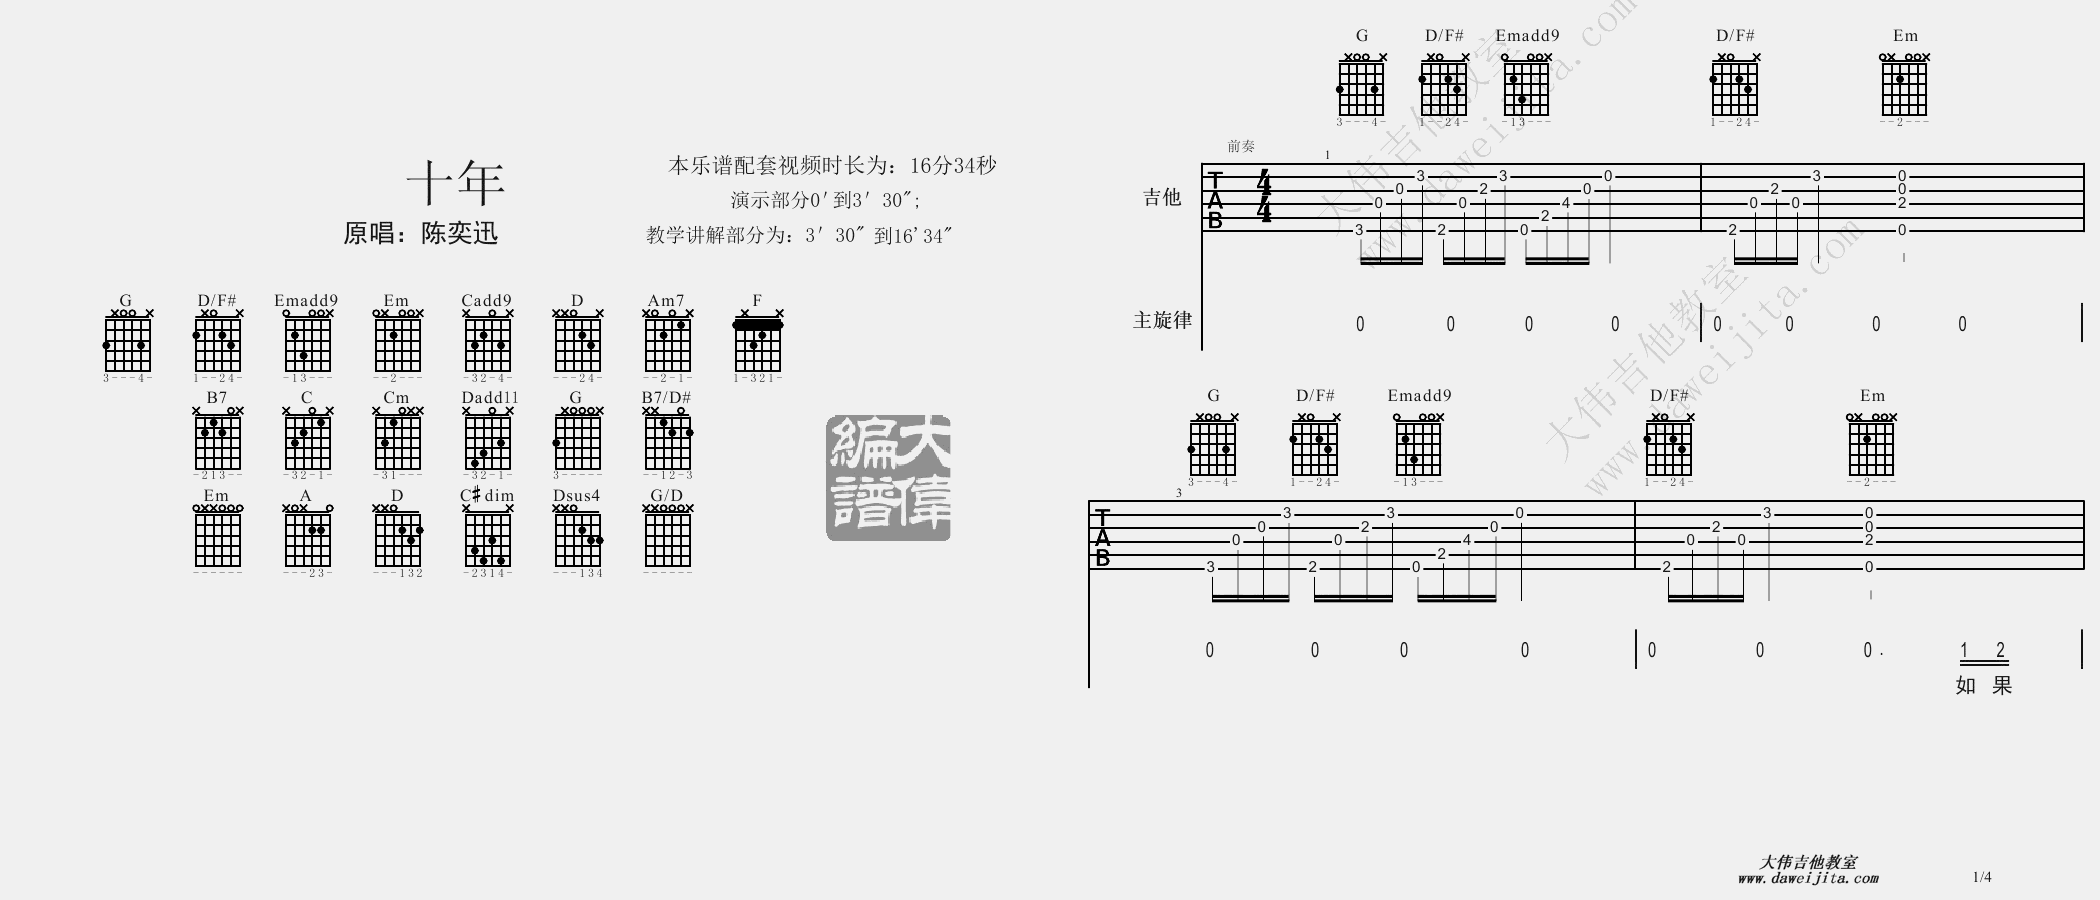 十年
原唱：陈奕迅
本乐谱配套视频时长为：16分34秒
演示部分0′到3′30″;
教学讲解部分为：3′30″到16'34″
G D/F# Emadd9 Em Cadd9 D Am7 F
3---4- 1--24- -13--- --2--- -32-4- ---24- --2-1- 1-321-
B7 C Cm Dadd11 G B7/D#
-213-- -32-1- -31--- -32-1- 3----- --12-3
Em A D C#dim Dsus4 G/D
------ ---23- ---132 -2314- ---134 ------
大偉
編譜
G D/F# Emadd9 D/F# Em
3---4- 1--24- -13--- 1--24- --2---
前奏 1
吉他 TAB 4/4 3 0 0 3 2 0 2 3 0 2 4 0 0 2 0 2 0 3 0 0 2 0
主旋律 0 0 0 0 0 0 0 0
G D/F# Emadd9 D/F# Em
3---4- 1--24- -13--- 1--24- --2---
3
TAB 3 0 0 3 2 0 2 3 0 2 4 0 0 2 0 2 0 3 0 0 2 0
0 0 0 0 0 0 0· 1 2
如 果
大伟吉他教室
www.daweijita.com
大伟吉他教室
www.daweijita.com
大伟吉他教室
www.daweijita.com
1/4